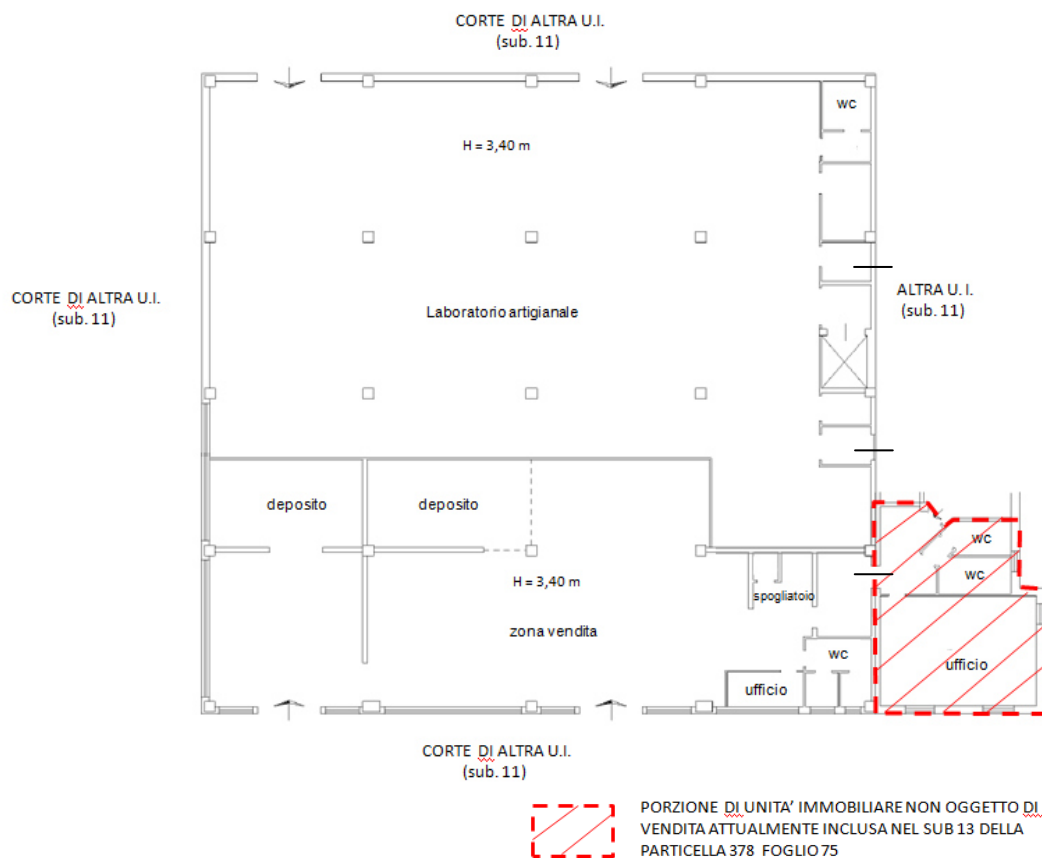 CORTE DI ALTRA U.I.
(sub. 11)
wc
H = 3,40 m
CORTE DI ALTRA U.I.
(sub. 11)
ALTRA U. I.
(sub. 11)
Laboratorio artigianale
deposito
deposito
wc
wc
H = 3,40 m
spogliatoio
zona vendita
wc
ufficio
ufficio
CORTE DI ALTRA U.I.
(sub. 11)
PORZIONE DI UNITA' IMMOBILIARE NON OGGETTO DI
VENDITA ATTUALMENTE INCLUSA NEL SUB 13 DELLA
PARTICELLA 378 FOGLIO 75